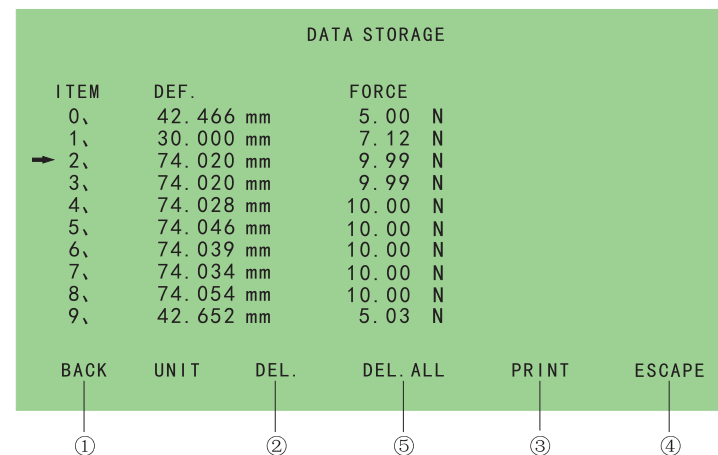 DATA STORAGE
ITEM DEF. FORCE
0、 42.466 mm 5.00 N
1、 30.000 mm 7.12 N
2、 74.020 mm 9.99 N
3、 74.020 mm 9.99 N
4、 74.028 mm 10.00 N
5、 74.046 mm 10.00 N
6、 74.039 mm 10.00 N
7、 74.034 mm 10.00 N
8、 74.054 mm 10.00 N
9、 42.652 mm 5.03 N
BACK UNIT DEL. DEL.ALL PRINT ESCAPE
① ② ⑤ ③ ④